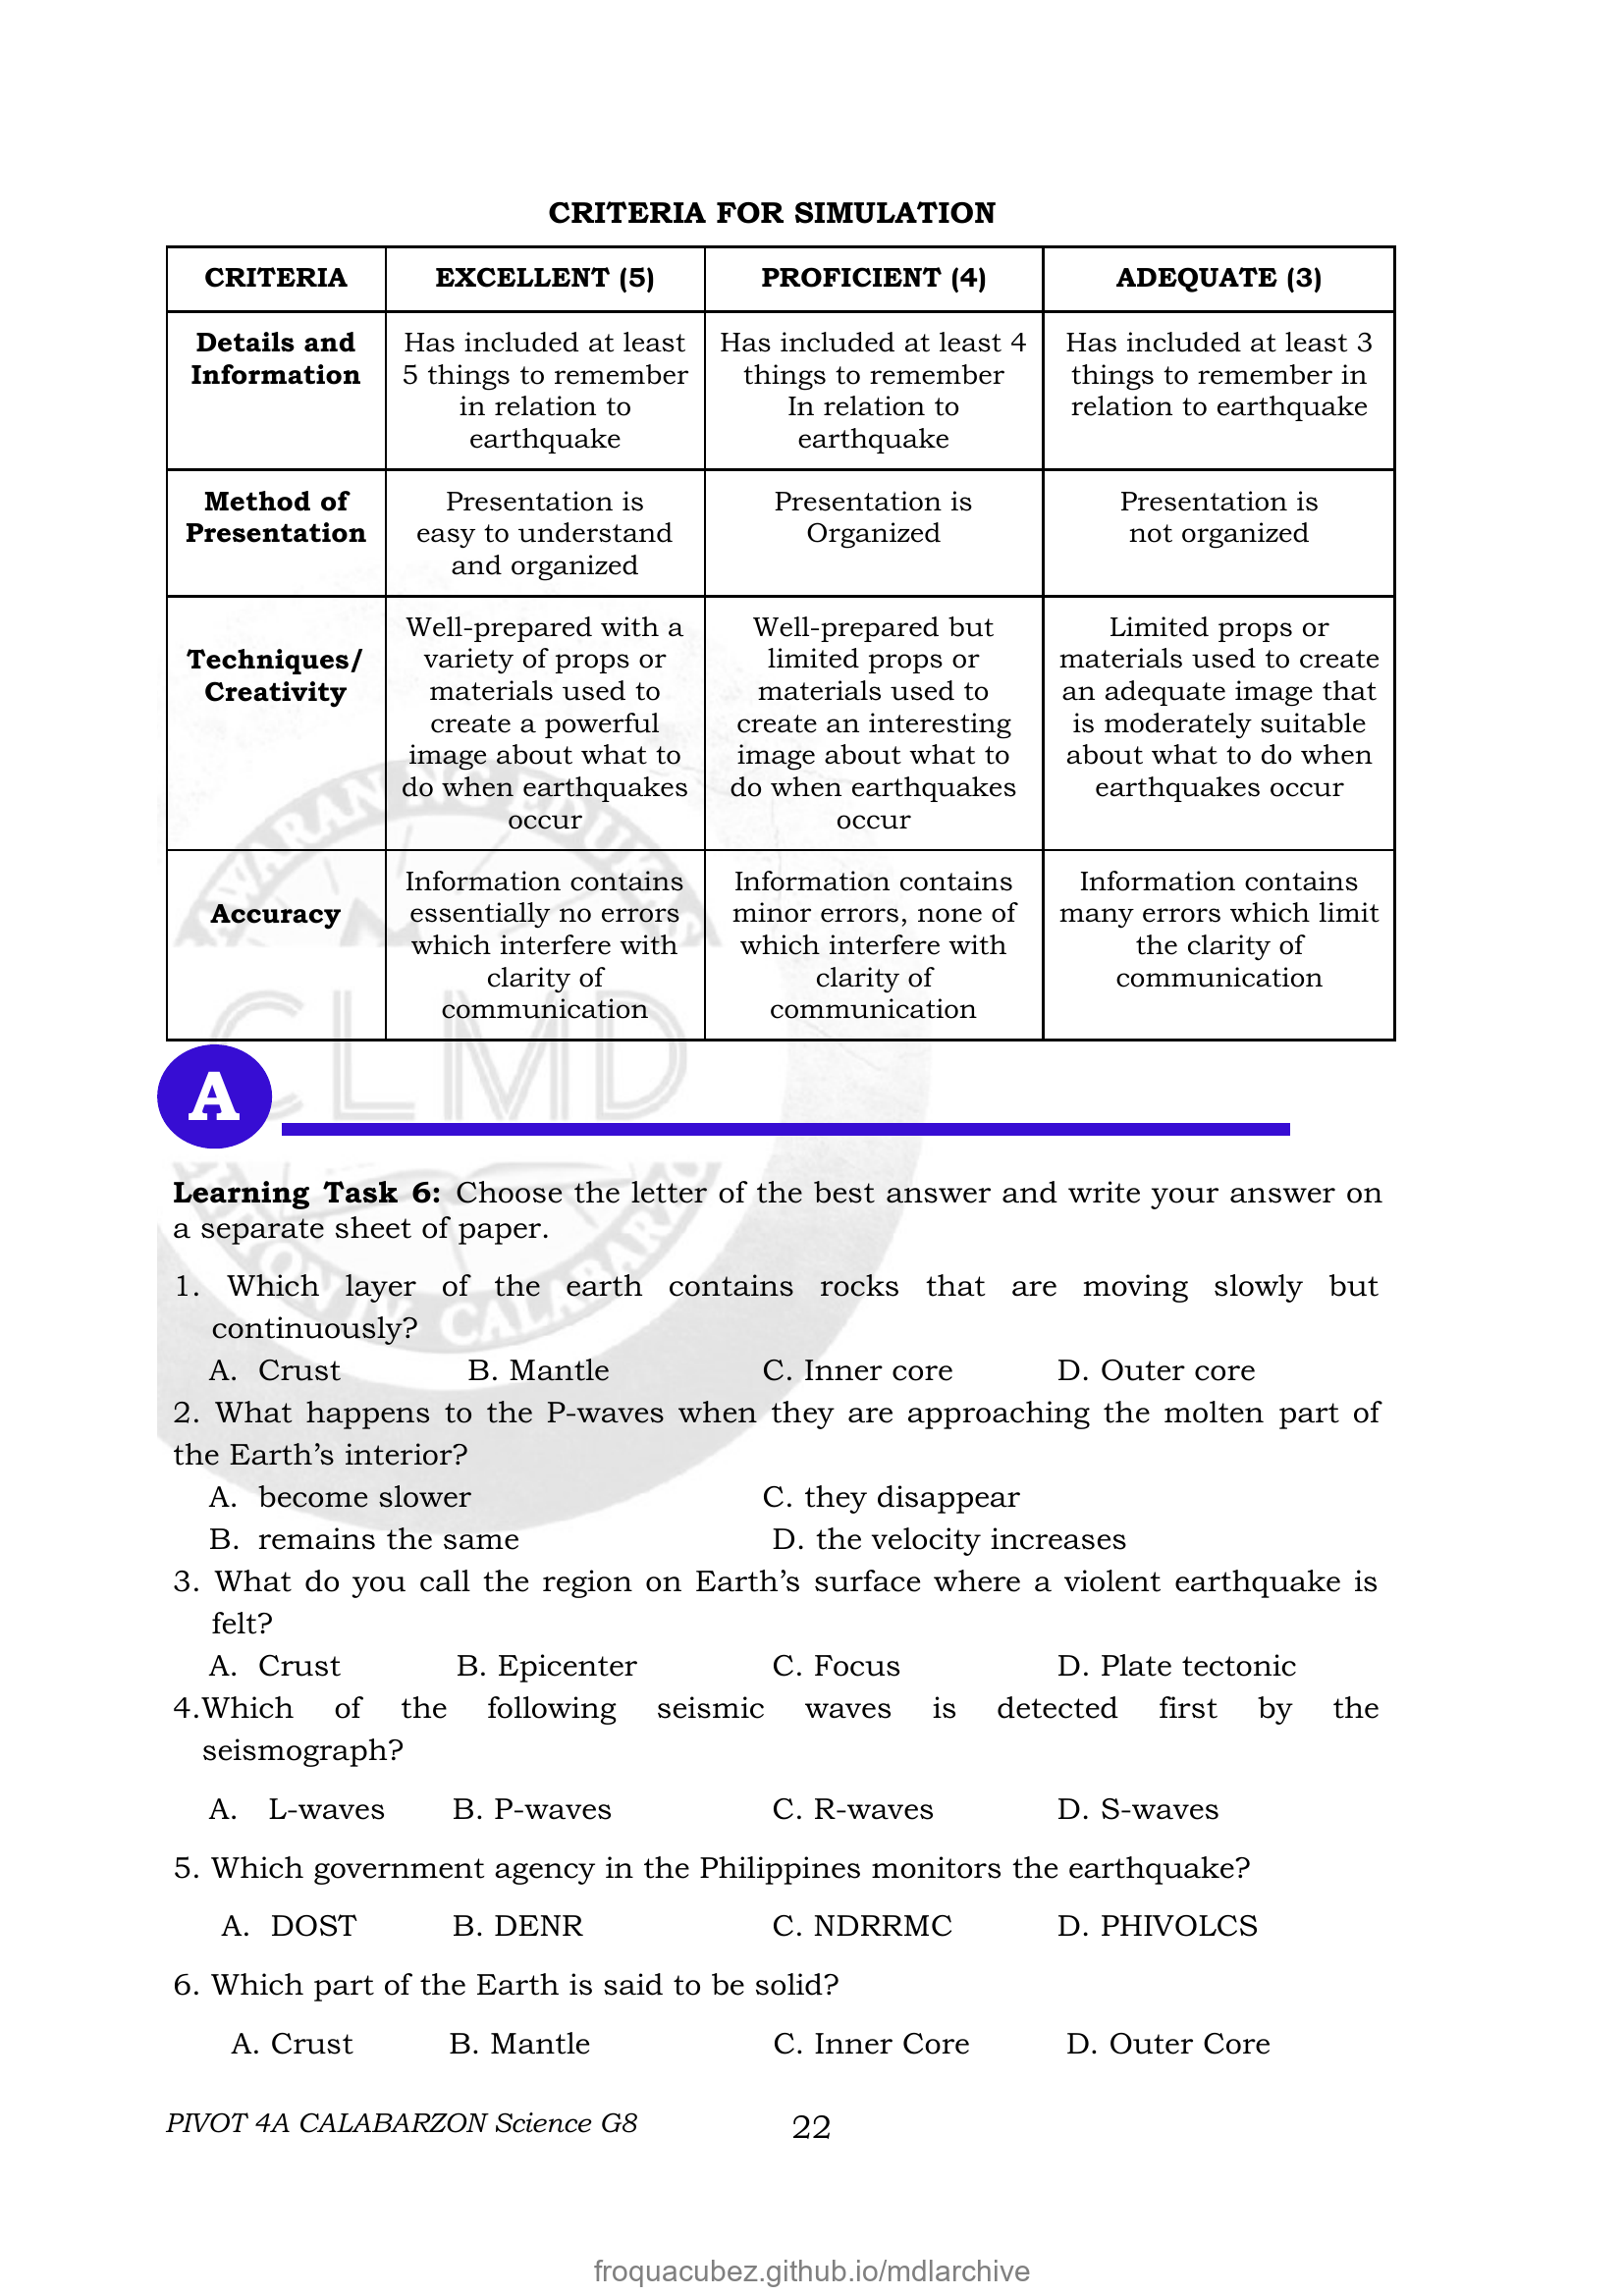 CRITERIA FOR SIMULATION
CRITERIA EXCELLENT (5) PROFICIENT (4) ADEQUATE (3)
Details and Information
Has included at least
5 things to remember
in relation to
earthquake
Has included at least 4
things to remember
In relation to
earthquake
Has included at least 3
things to remember in
relation to earthquake
Method of
Presentation
Presentation is
easy to understand
and organized
Presentation is
Organized
Presentation is
not organized
Techniques/
Creativity
Well-prepared with a
variety of props or
materials used to
create a powerful
image about what to
do when earthquakes
occur
Well-prepared but
limited props or
materials used to
create an interesting
image about what to
do when earthquakes
occur
Limited props or
materials used to create
an adequate image that
is moderately suitable
about what to do when
earthquakes occur
Accuracy
Information contains
essentially no errors
which interfere with
clarity of
communication
Information contains
minor errors, none of
which interfere with
clarity of
communication
Information contains
many errors which limit
the clarity of
communication
CLMD
A
Learning Task 6: Choose the letter of the best answer and write your answer on
a separate sheet of paper.
1. Which layer of the earth contains rocks that are moving slowly but
continuously?
A. Crust B. Mantle C. Inner core D. Outer core
2. What happens to the P-waves when they are approaching the molten part of
the Earth's interior?
A. become slower C. they disappear
B. remains the same D. the velocity increases
3. What do you call the region on Earth's surface where a violent earthquake is
felt?
A. Crust B. Epicenter C. Focus D. Plate tectonic
4.Which of the following seismic waves is detected first by the
seismograph?
A. L-waves B. P-waves C. R-waves D. S-waves
5. Which government agency in the Philippines monitors the earthquake?
A. DOST B. DENR C. NDRRMC D. PHIVOLCS
6. Which part of the Earth is said to be solid?
A. Crust B. Mantle C. Inner Core D. Outer Core
PIVOT 4A CALABARZON Science G8 22
froquacubez.github.io/mdlarchive